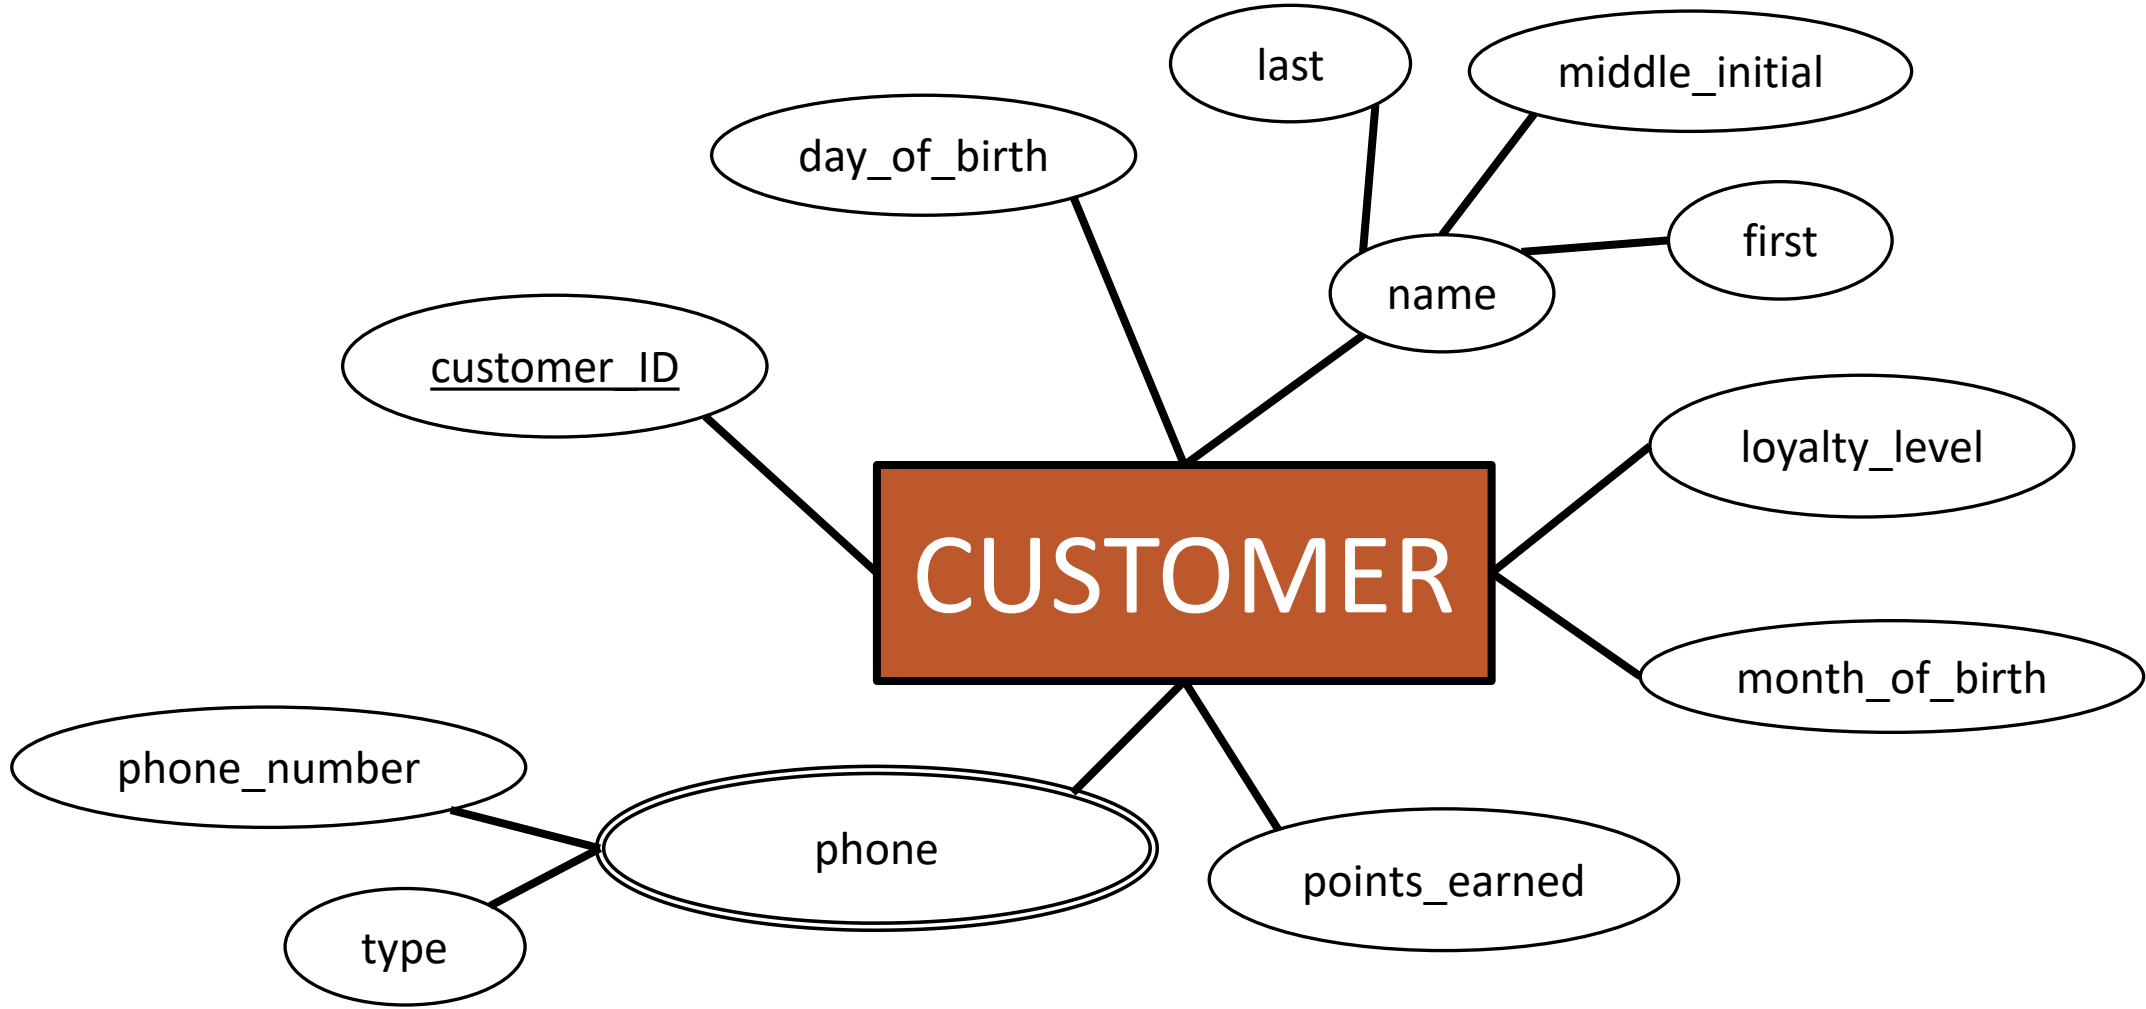 last
middle_initial
day_of_birth
first
name
customer_ID
loyalty_level
CUSTOMER
month_of_birth
phone_number
phone
points_earned
type